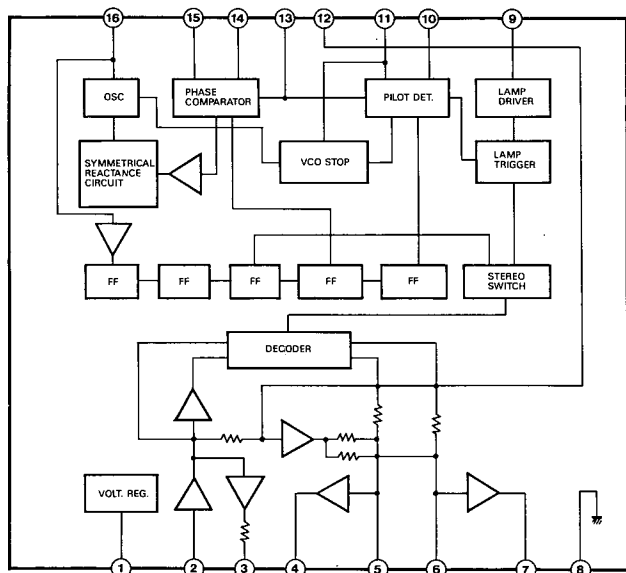 16 15 14 13 12 11 10 9
OSC
PHASE
COMPARATOR
PILOT DET.
LAMP
DRIVER
SYMMETRICAL
REACTANCE
CIRCUIT
VCO STOP
LAMP
TRIGGER
FF FF FF FF FF
STEREO
SWITCH
DECODER
VOLT. REG.
1 2 3 4 5 6 7 8